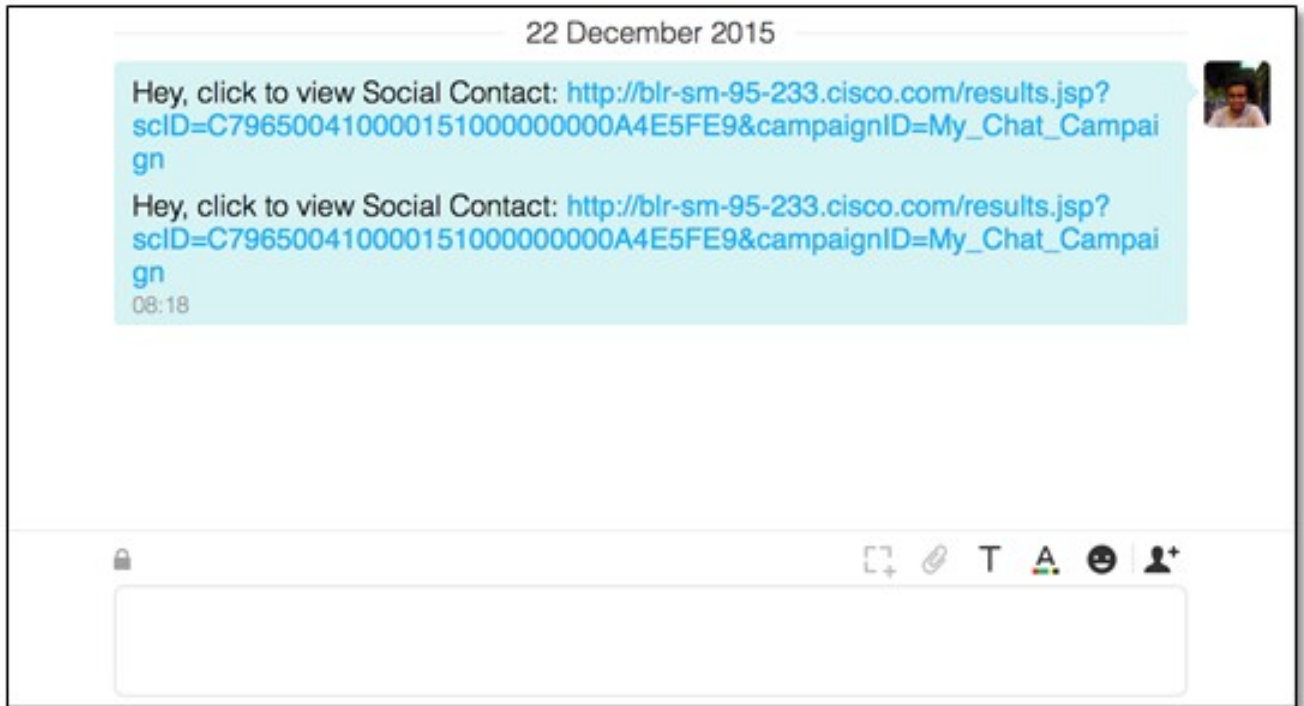 22 December 2015
Hey, click to view Social Contact: http://blr-sm-95-233.cisco.com/results.jsp?
scID=C7965004100001510000000000A4E5FE9&campaignID=My_Chat_Campai
gn
Hey, click to view Social Contact: http://blr-sm-95-233.cisco.com/results.jsp?
scID=C7965004100001510000000000A4E5FE9&campaignID=My_Chat_Campai
gn
08:18
T A